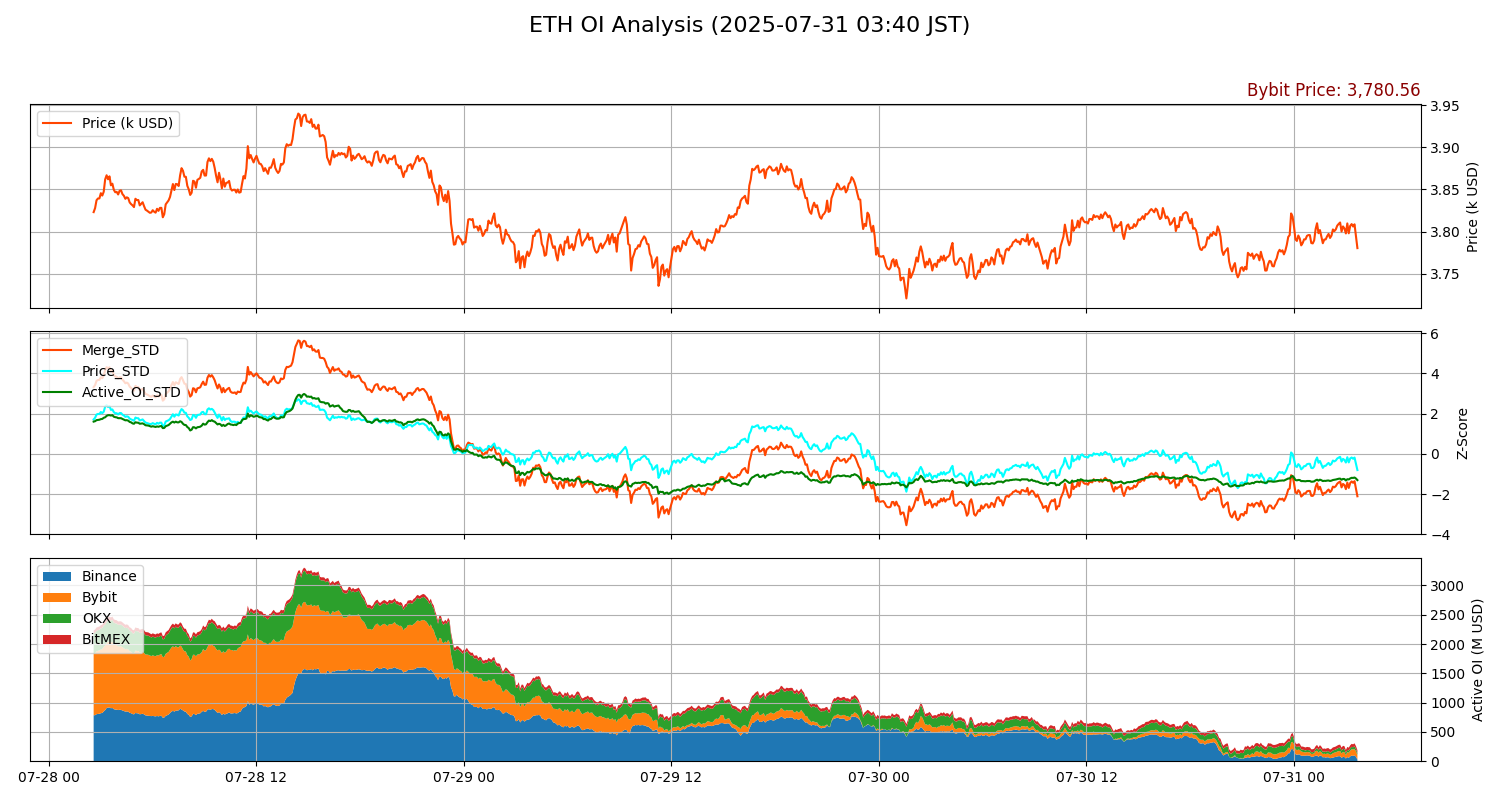 ETH OI Analysis (2025-07-31 03:40 JST)
Bybit Price: 3,780.56
Price (k USD)
3.95
3.90
3.85
3.80
3.75
Price (k USD)
Merge_STD
Price_STD
Active_OI_STD
6
4
2
0
−2
−4
Z-Score
Binance
Bybit
OKX
BitMEX
3000
2500
2000
1500
1000
500
0
Active OI (M USD)
07-28 00
07-28 12
07-29 00
07-29 12
07-30 00
07-30 12
07-31 00